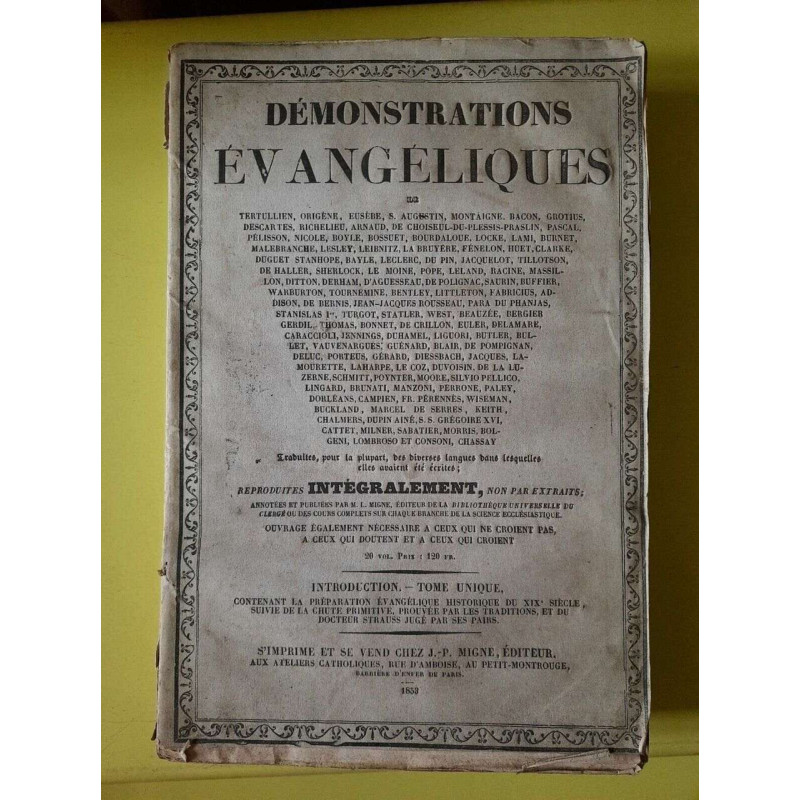 DÉMONSTRATIONS
ÉVANGÉLIQUES
DE
TERTULLIEN, ORIGÈNE, EUSÈBE, S. AUGUSTIN, MONTAIGNE, BACON, GROTIUS,
DESCARTES, RICHELIEU, ARNAUD, DE CHOISEUL-DU-PLESSIS-PRASLIN, PASCAL,
PÉLISSON, NICOLE, BOYLE, BOSSUET, BOURDALOUE, LOCKE, LAMI, BURNET,
MALEBRANCHE, LESLEY, LEIBNITZ, LA BRUYÈRE, FÉNELON, HUET, CLARKE,
DUGUET STANHOPE, BAYLE, LECLERC, DU PIN, JACQUELOT, TILLOTSON,
DE HALLER, SHERLOCK, LE MOINE, POPE, LELAND, RACINE, MASSIL-
LON, DITTON, DERHAM, D'AGUESSEAU, DE POLIGNAC, SAURIN, BUFFIER,
WARBURTON, TOURNEMINE, BENTLEY, LITTLETON, FABRICIUS, AD-
DISON, DE BERNIS, JEAN-JACQUES ROUSSEAU, PARA DU PHANJAS,
STANISLAS Ier, TURGOT, STATLER, WEST, BEAUZÉE, BERGIER
GERDIL, THOMAS, BONNET, DE CRILLON, EULER, DELAMARE,
CARACCIOLI, JENNINGS, DUHAMEL, LIGUORI, BUTLER, BUL-
LET, VAUVENARGUES, GUÉNARD, BLAIR, DE POMPIGNAN,
DELUC, PORTEUS, GÉRARD, DIESSBACH, JACQUES, LA-
MOURETTE, LAHARPE, LE COZ, DUVOISIN, DE LA LU-
ZERNE, SCHMITT, POYNTER, MOORE, SILVIO PELLICO,
LINGARD, BRUNATI, MANZONI, PERRONE, PALEY,
DORLÉANS, CAMPIEN, FR. PÉRENNÈS, WISEMAN,
BUCKLAND, MARCEL DE SERRES, KEITH,
CHALMERS, DUPIN AINÉ, S. S. GRÉGOIRE XVI,
CATTET, MILNER, SABATIER, MORRIS, BOL-
GENI, LOMBROSO ET CONSONI, CHASSAY
Traduites, pour la plupart, des diverses langues dans lesquelles
elles avaient été écrites;
REPRODUITES INTÉGRALEMENT, NON PAR EXTRAITS;
ANNOTÉES ET PUBLIÉES PAR M. L. MIGNE, ÉDITEUR DE LA BIBLIOTHÈQUE UNIVERSELLE DU
CLERGÉ OU DES COURS COMPLETS SUR CHAQUE BRANCHE DE LA SCIENCE ECCLÉSIASTIQUE.
OUVRAGE ÉGALEMENT NÉCESSAIRE A CEUX QUI NE CROIENT PAS,
A CEUX QUI DOUTENT ET A CEUX QUI CROIENT
20 VOL. PRIX : 120 FR.
INTRODUCTION. — TOME UNIQUE,
CONTENANT LA PRÉPARATION ÉVANGÉLIQUE HISTORIQUE DU XIXe SIÈCLE,
SUIVIE DE LA CHUTE PRIMITIVE, PROUVÉE PAR LES TRADITIONS, ET DU
DOCTEUR STRAUSS JUGÉ PAR SES PAIRS.
S'IMPRIME ET SE VEND CHEZ J.-P. MIGNE, ÉDITEUR,
AUX ATELIERS CATHOLIQUES, RUE D'AMBOISE, AU PETIT-MONTROUGE,
BARRIÈRE D'ENFER DE PARIS.
1853